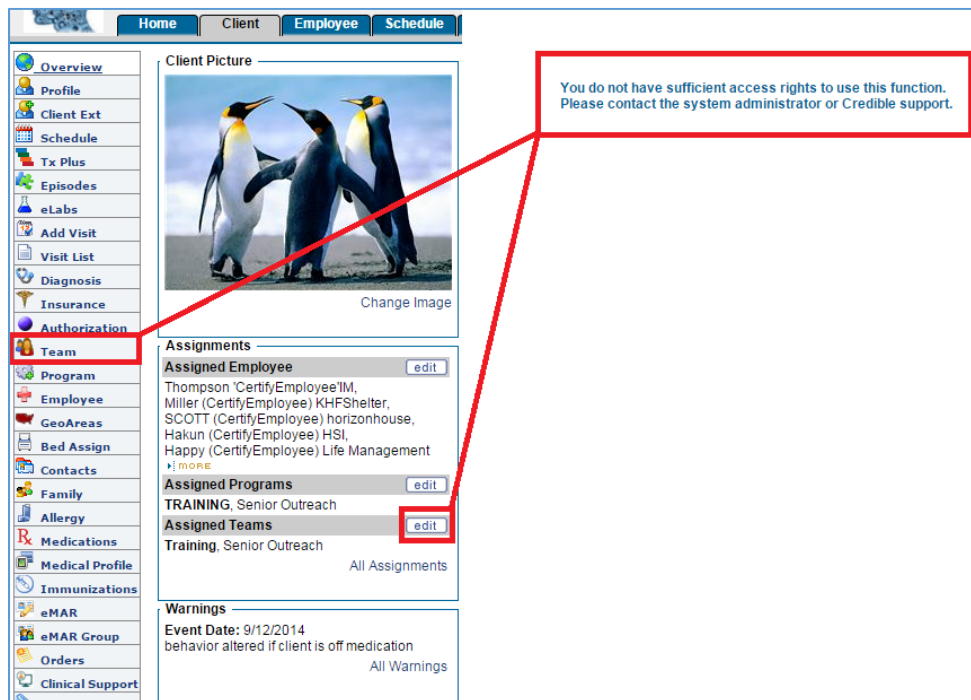 Home Client Employee Schedule
Overview
Profile
Client Ext
Schedule
Tx Plus
Episodes
eLabs
Add Visit
Visit List
Diagnosis
Insurance
Authorization
Team
Program
Employee
GeoAreas
Bed Assign
Contacts
Family
Allergy
Medications
Medical Profile
Immunizations
eMAR
eMAR Group
Orders
Clinical Support
Client Picture
Change Image
Assignments
Assigned Employee edit
Thompson 'CertifyEmployee'IM,
Miller (CertifyEmployee) KHFShelter,
SCOTT (CertifyEmployee) horizonhouse,
Hakun (CertifyEmployee) HSI,
Happy (CertifyEmployee) Life Management
MORE
Assigned Programs edit
TRAINING, Senior Outreach
Assigned Teams edit
Training, Senior Outreach
All Assignments
Warnings
Event Date: 9/12/2014
behavior altered if client is off medication
All Warnings
You do not have sufficient access rights to use this function.
Please contact the system administrator or Credible support.